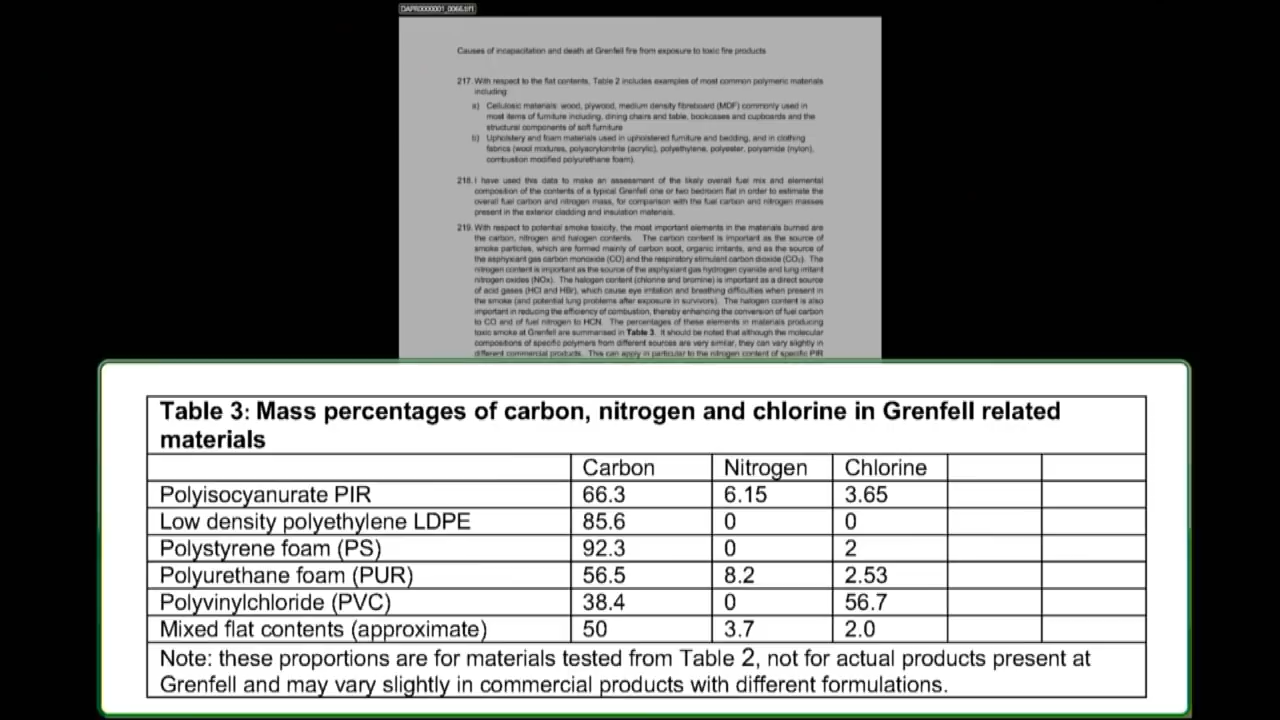 DAPR0000001_0066.tif1
Causes of incapacitation and death at Grenfell fire from exposure to toxic fire products
217. With respect to the flat contents, Table 2 includes examples of most common polymeric materials
including:
a) Cellulosic materials: wood, plywood, medium density fibreboard (MDF) commonly used in
most items of furniture including, dining chairs and table, bookcases and cupboards and the
structural components of soft furniture
b) Upholstery and foam materials used in upholstered furniture and bedding, and in clothing
fabrics (wool mixtures, polyacrylonitrile (acrylic), polyethylene, polyester, polyamide (nylon),
combustion modified polyurethane foam).
218. I have used this data to make an assessment of the likely overall fuel mix and elemental
composition of the contents of a typical Grenfell one or two bedroom flat in order to estimate the
overall fuel carbon and nitrogen mass, for comparison with the fuel carbon and nitrogen masses
present in the exterior cladding and insulation materials.
219. With respect to potential smoke toxicity, the most important elements in the materials burned are
the carbon, nitrogen and halogen contents. The carbon content is important as the source of
smoke particles, which are formed mainly of carbon soot, organic irritants, and as the source of
the asphyxiant gas carbon monoxide (CO) and the respiratory stimulant carbon dioxide (CO₂). The
nitrogen content is important as the source of the asphyxiant gas hydrogen cyanide and lung irritant
nitrogen oxides (NOx). The halogen content (chlorine and bromine) is important as a direct source
of acid gases (HCl and HBr), which cause eye irritation and breathing difficulties when present in
the smoke (and potential lung problems after exposure in survivors). The halogen content is also
important in reducing the efficiency of combustion, thereby enhancing the conversion of fuel carbon
to CO and of fuel nitrogen to HCN. The percentages of these elements in materials producing
toxic smoke at Grenfell are summarised in Table 3. It should be noted that although the molecular
compositions of specific polymers from different sources are very similar, they can vary slightly in
different commercial products. This can apply in particular to the nitrogen content of specific PIR
Table 3: Mass percentages of carbon, nitrogen and chlorine in Grenfell related
materials
Carbon Nitrogen Chlorine
Polyisocyanurate PIR 66.3 6.15 3.65
Low density polyethylene LDPE 85.6 0 0
Polystyrene foam (PS) 92.3 0 2
Polyurethane foam (PUR) 56.5 8.2 2.53
Polyvinylchloride (PVC) 38.4 0 56.7
Mixed flat contents (approximate) 50 3.7 2.0
Note: these proportions are for materials tested from Table 2, not for actual products present at
Grenfell and may vary slightly in commercial products with different formulations.